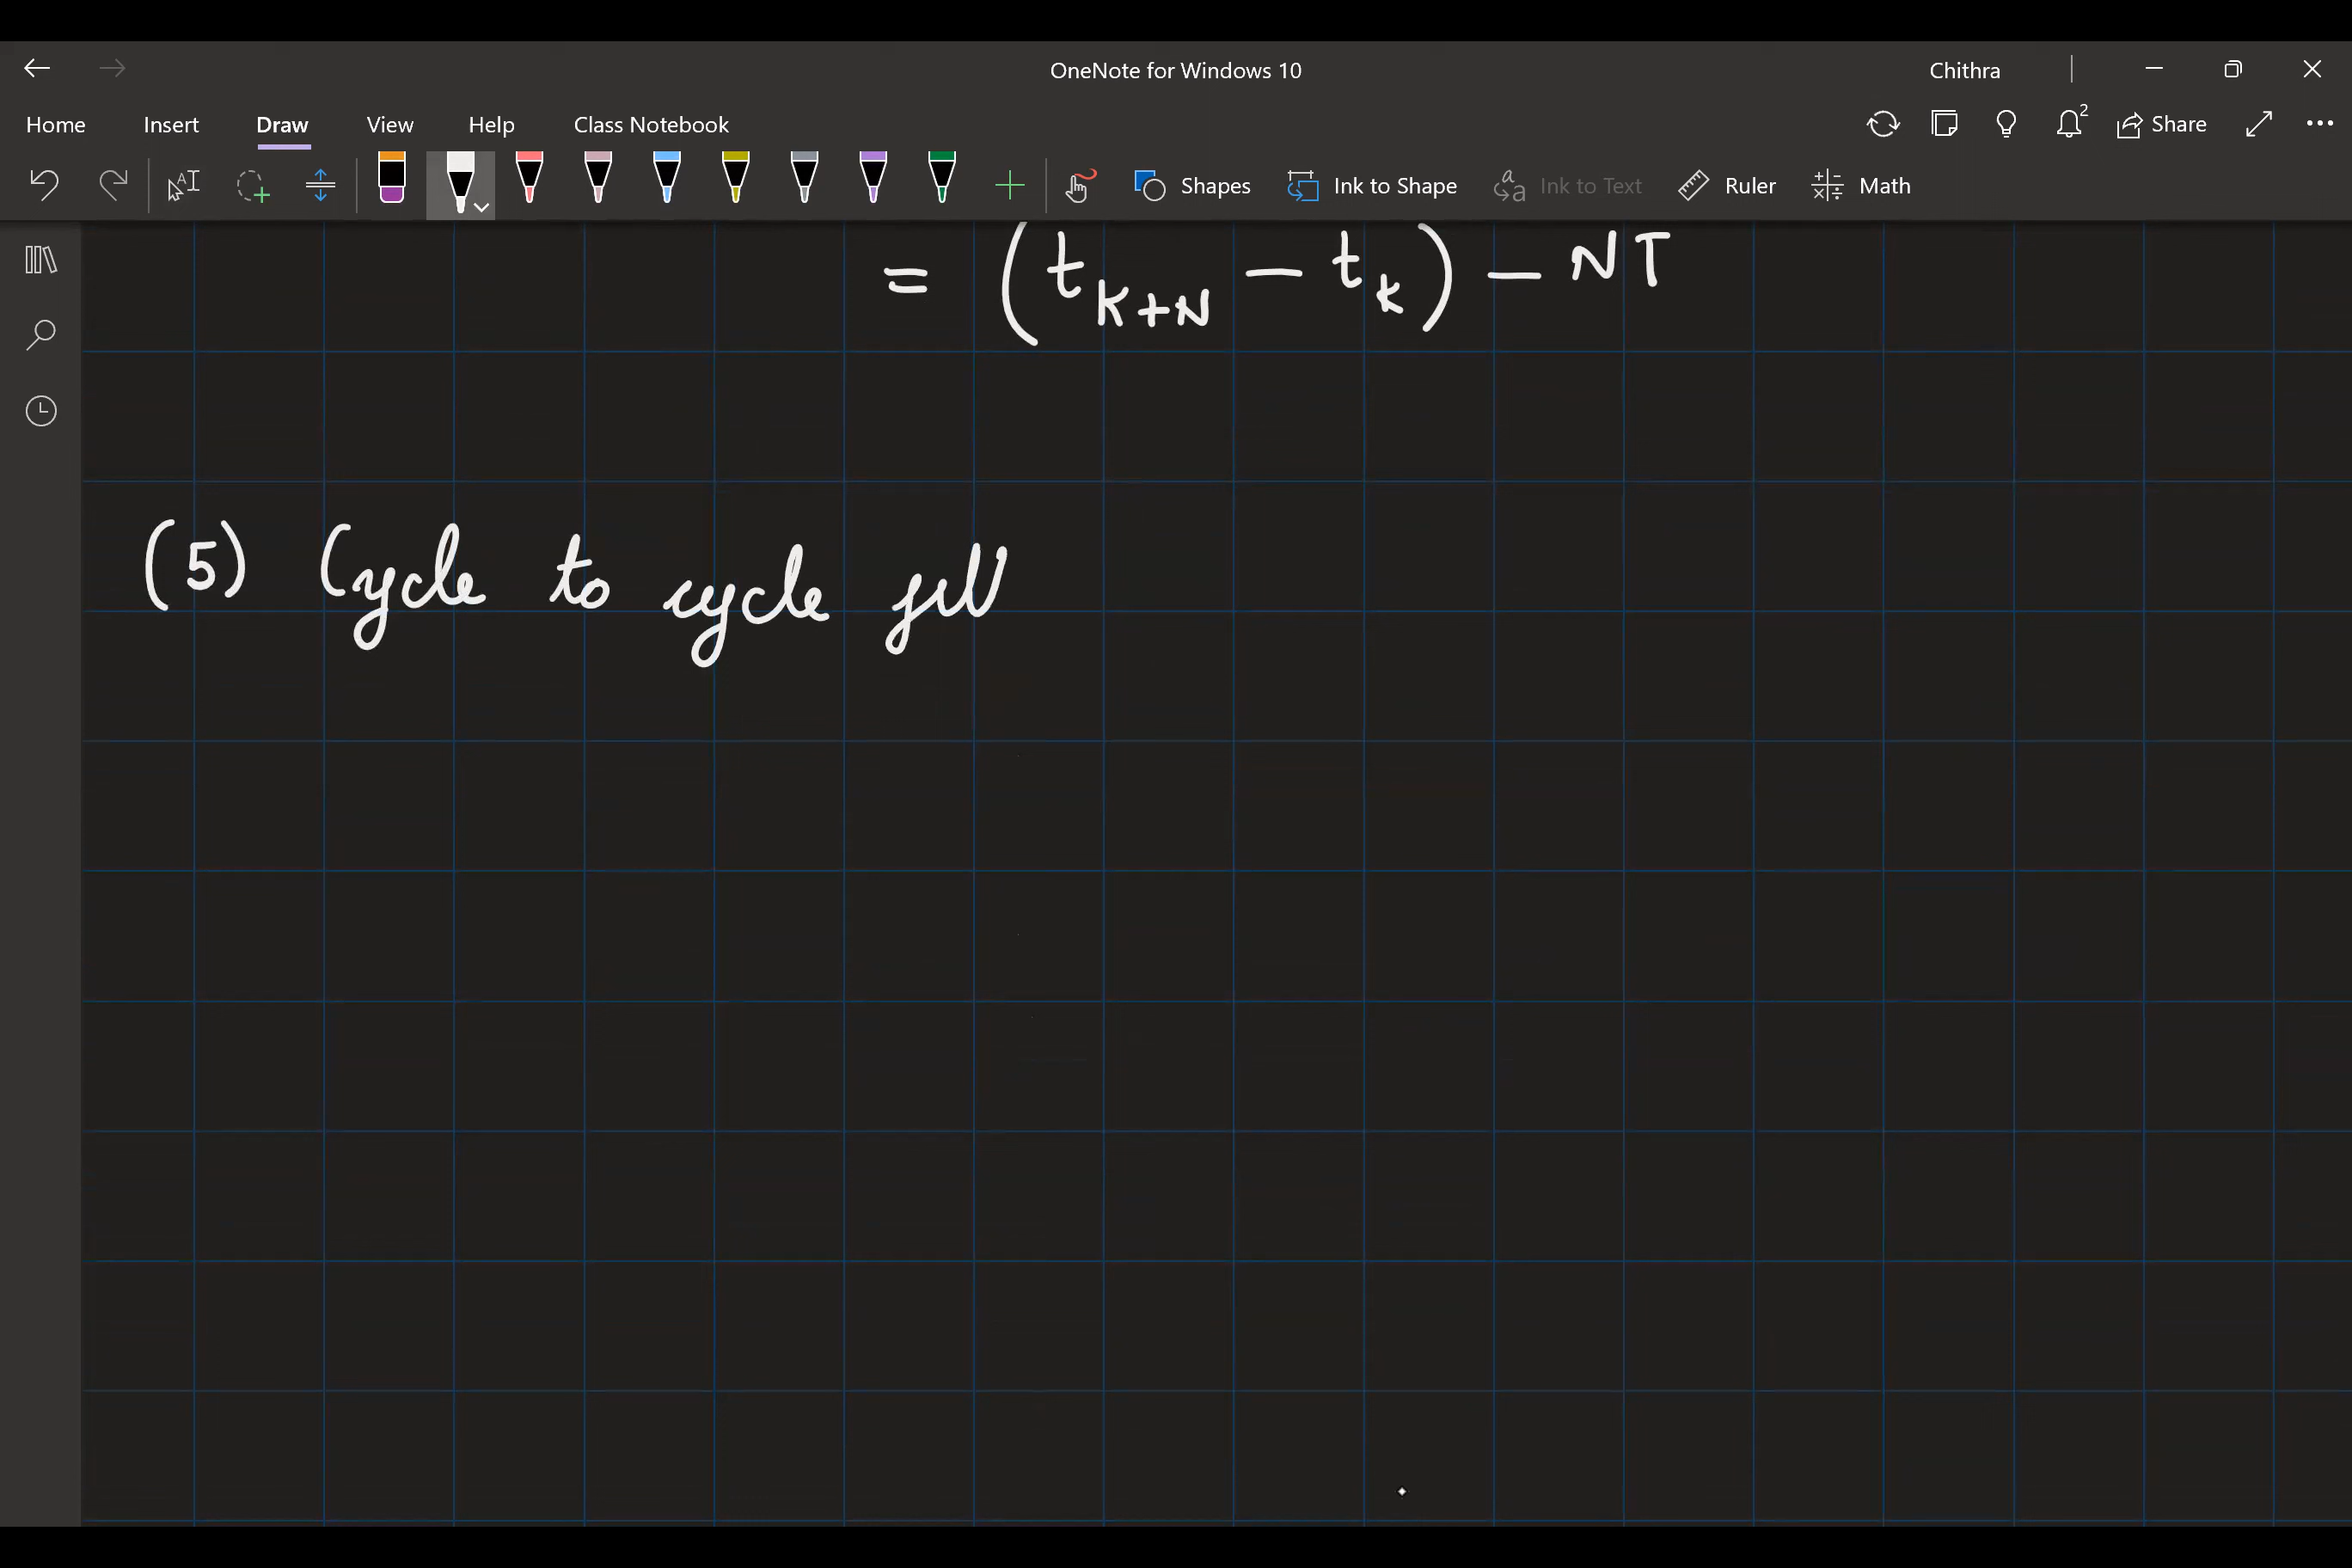 OneNote for Windows 10 Chithra
Home Insert Draw View Help Class Notebook 2 Share
Shapes Ink to Shape Ink to Text Ruler Math
= (t_{K+N} - t_k) - NT
(5) Cycle to cycle